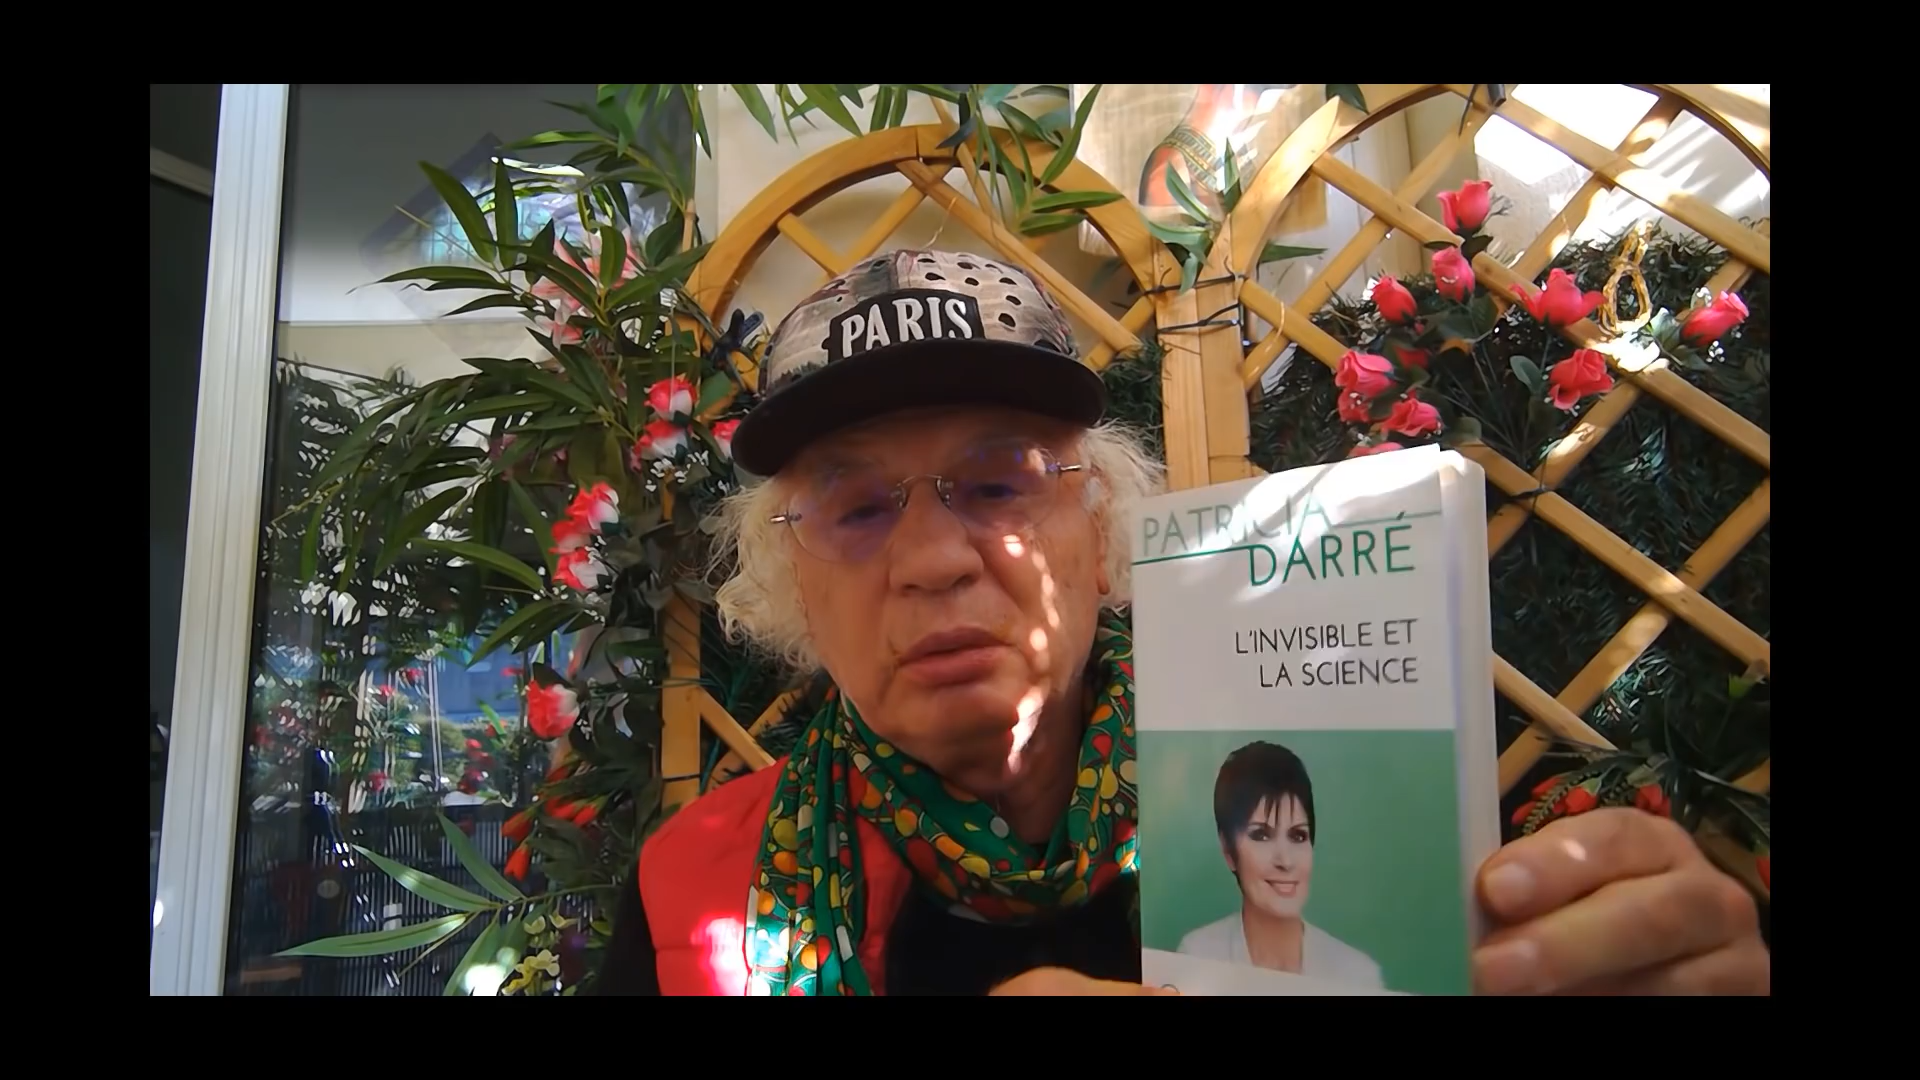 PARIS
PATRICIA
DARRÉ
L'INVISIBLE ET
LA SCIENCE